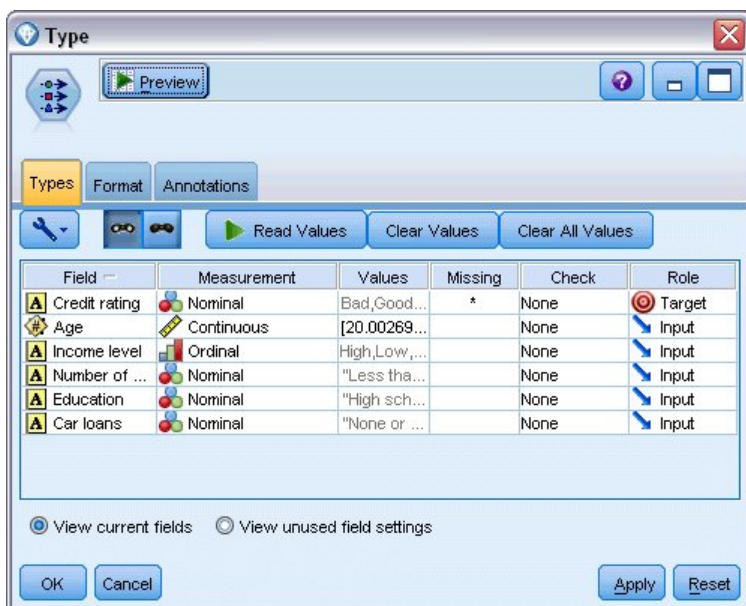 Type
Preview
Types Format Annotations
Read Values Clear Values Clear All Values
Field Measurement Values Missing Check Role
A Credit rating Nominal Bad,Good... * None Target
# Age Continuous [20.00269... None Input
A Income level Ordinal High,Low,... None Input
A Number of ... Nominal "Less tha... None Input
A Education Nominal "High sch... None Input
A Car loans Nominal "None or ... None Input
View current fields View unused field settings
OK Cancel Apply Reset